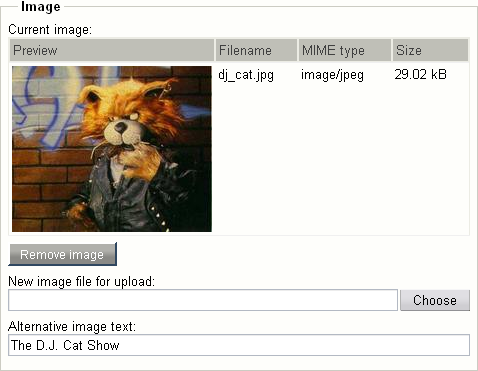 Image
Current image:
Preview Filename MIME type Size
dj_cat.jpg image/jpeg 29.02 kB
Remove image
New image file for upload:
Choose
Alternative image text:
The D.J. Cat Show